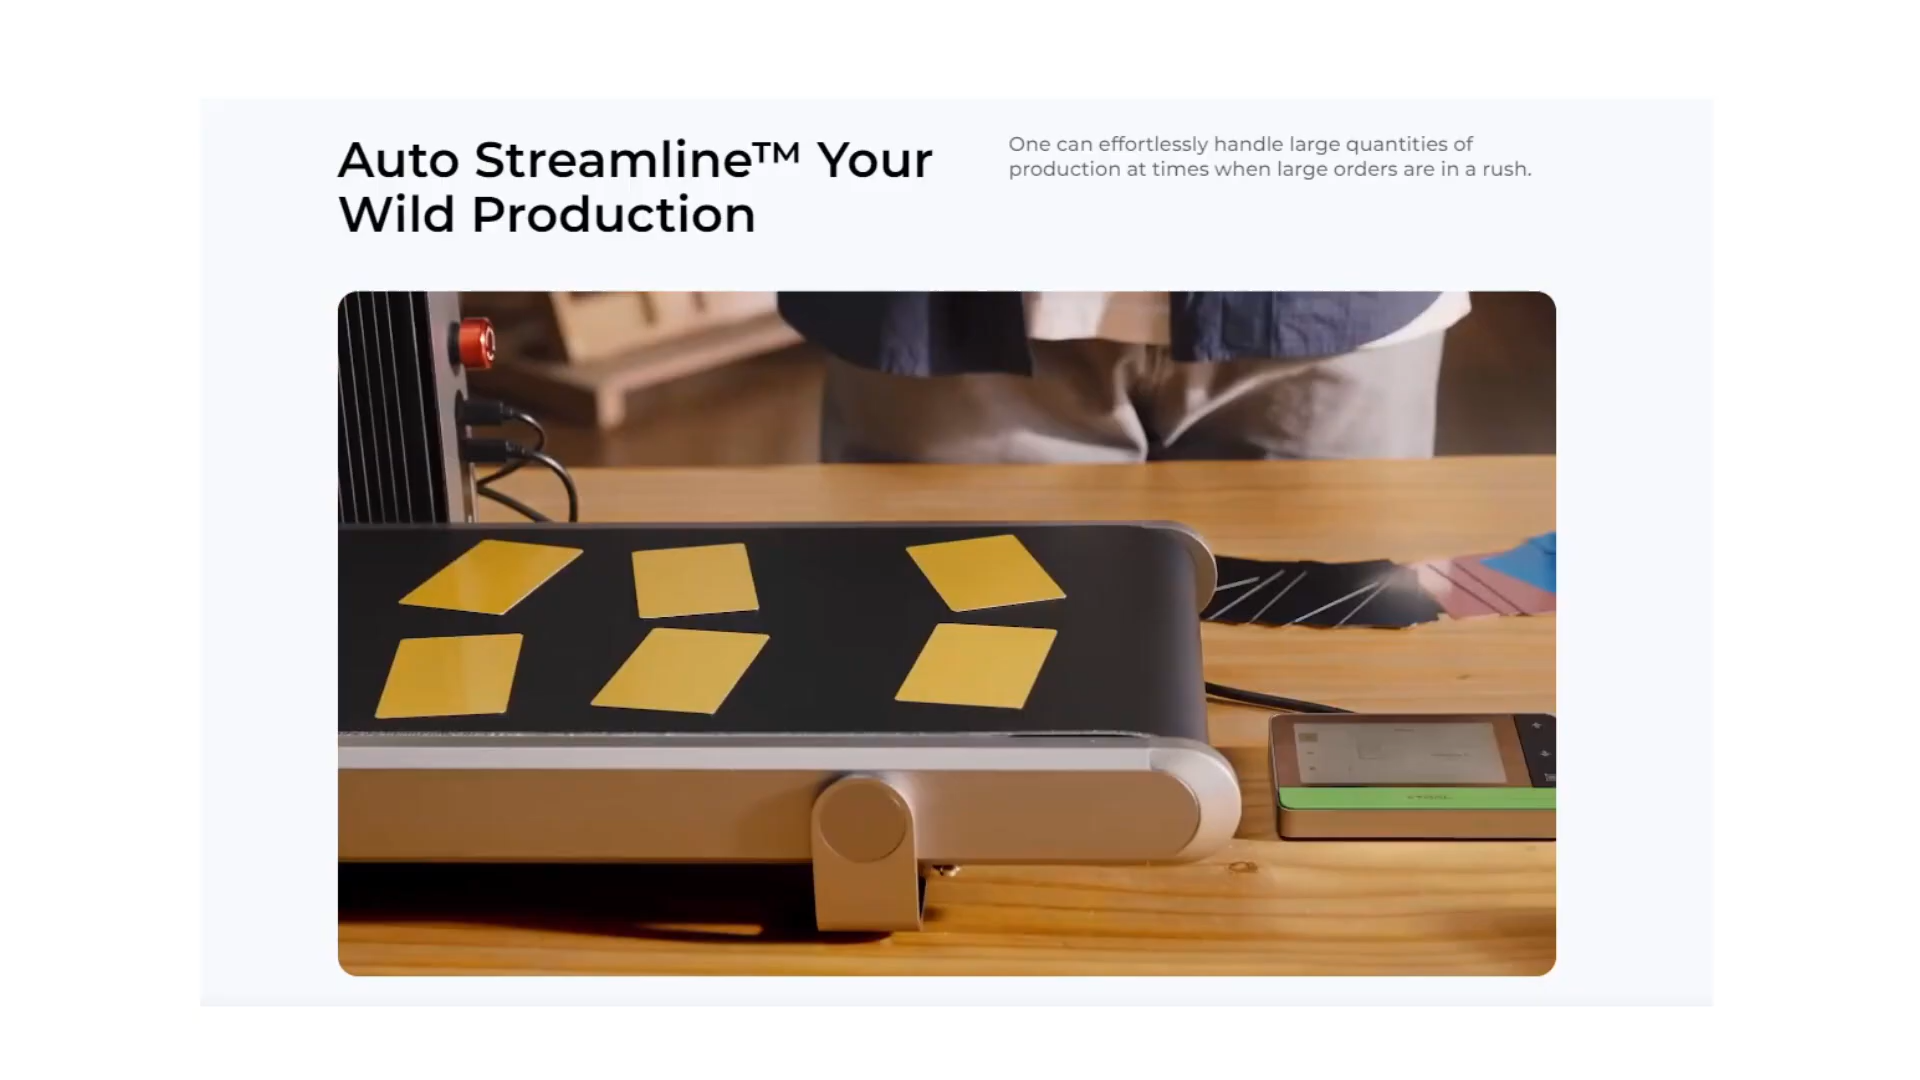 Auto Streamline™ Your
Wild Production
One can effortlessly handle large quantities of
production at times when large orders are in a rush.